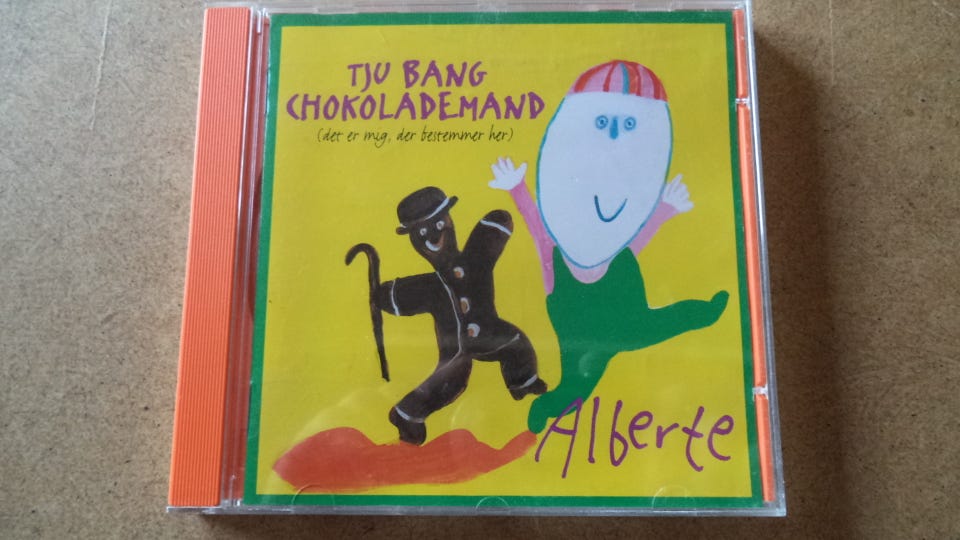 TJU BANG
CHOKOLADEMAND
(det er mig, der bestemmer her)
Alberte